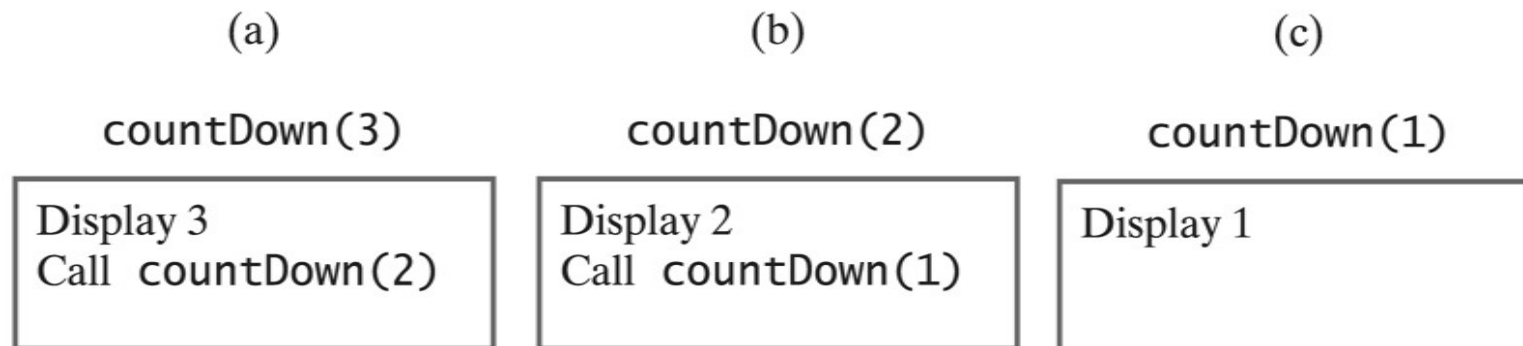 (a) (b) (c)
countDown(3) countDown(2) countDown(1)
Display 3
Call countDown(2)
Display 2
Call countDown(1)
Display 1